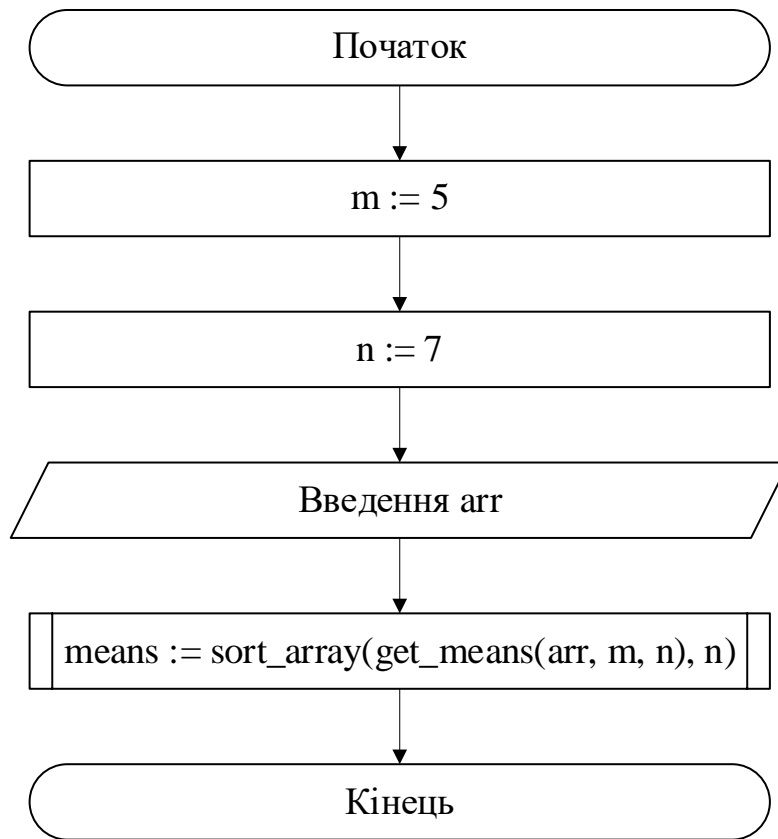 Початок
m := 5
n := 7
Введення arr
means := sort_array(get_means(arr, m, n), n)
Кінець